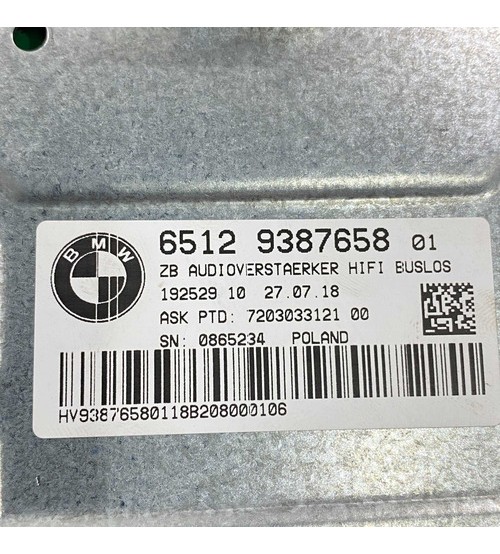 BMW
6512 9387658 01
ZB AUDIOVERSTAERKER HIFI BUSLOS
192529 10 27.07.18
ASK PTD: 7203033121 00
SN: 0865234 POLAND
HV93876580118B208000106